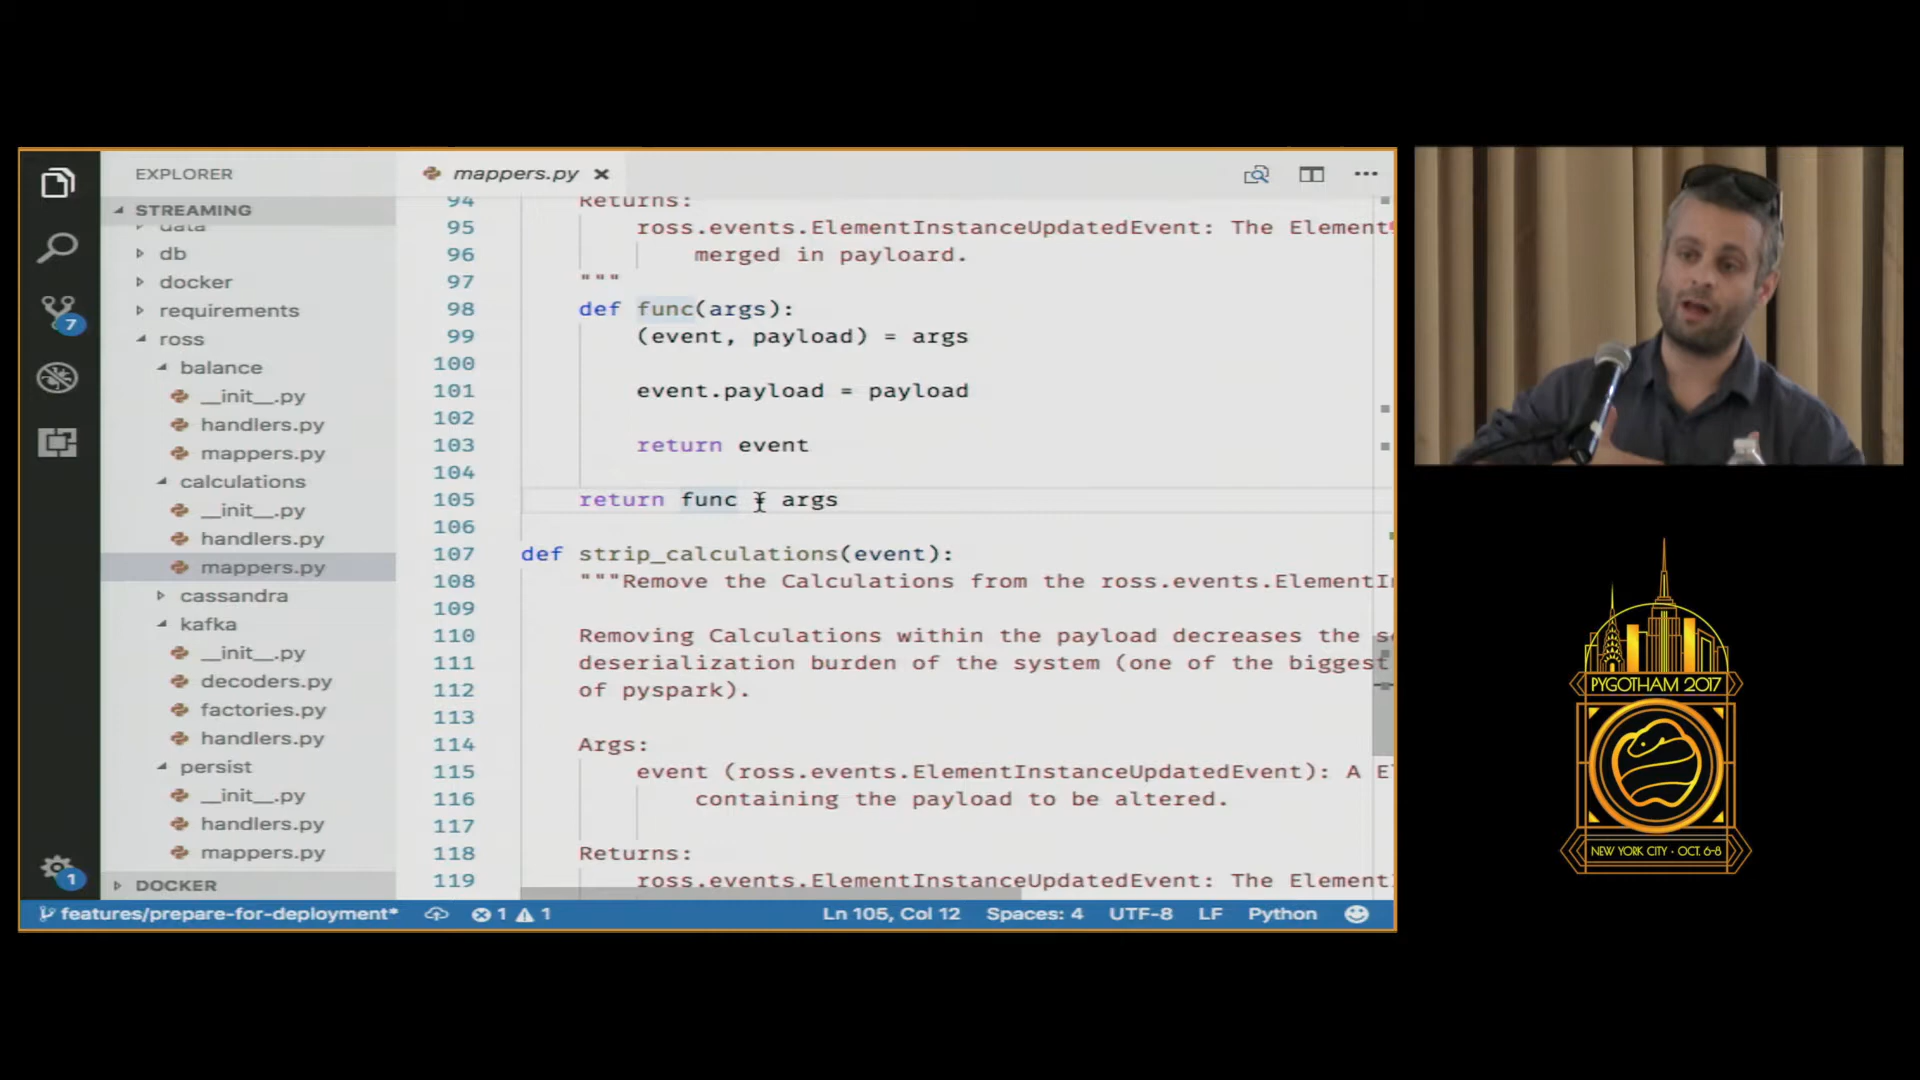 EXPLORER
STREAMING
data
db
docker
requirements
ross
balance
__init__.py
handlers.py
mappers.py
calculations
__init__.py
handlers.py
mappers.py
cassandra
kafka
__init__.py
decoders.py
factories.py
handlers.py
persist
__init__.py
handlers.py
mappers.py
DOCKER
7
1
mappers.py
94 Returns:
95 ross.events.ElementInstanceUpdatedEvent: The Element
96 merged in payloard.
97 """
98 def func(args):
99 (event, payload) = args
100
101 event.payload = payload
102
103 return event
104
105 return func args
106
107 def strip_calculations(event):
108 """Remove the Calculations from the ross.events.ElementI
109
110 Removing Calculations within the payload decreases the
111 deserialization burden of the system (one of the biggest
112 of pyspark).
113
114 Args:
115 event (ross.events.ElementInstanceUpdatedEvent): A E
116 containing the payload to be altered.
117
118 Returns:
119 ross.events.ElementInstanceUpdatedEvent: The Element
features/prepare-for-deployment* 1 1 Ln 105, Col 12 Spaces: 4 UTF-8 LF Python
PYGOTHAM 2017
NEW YORK CITY • OCT. 6-8